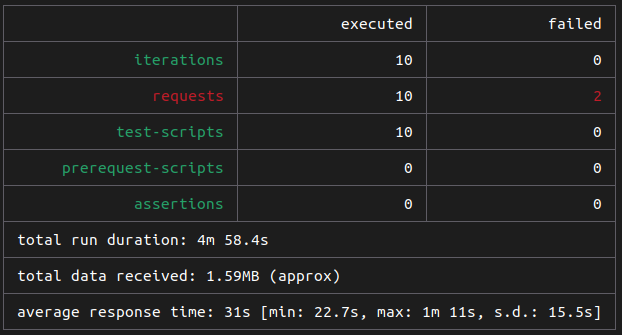 executed failed
iterations 10 0
requests 10 2
test-scripts 10 0
prerequest-scripts 0 0
assertions 0 0
total run duration: 4m 58.4s
total data received: 1.59MB (approx)
average response time: 31s [min: 22.7s, max: 1m 11s, s.d.: 15.5s]